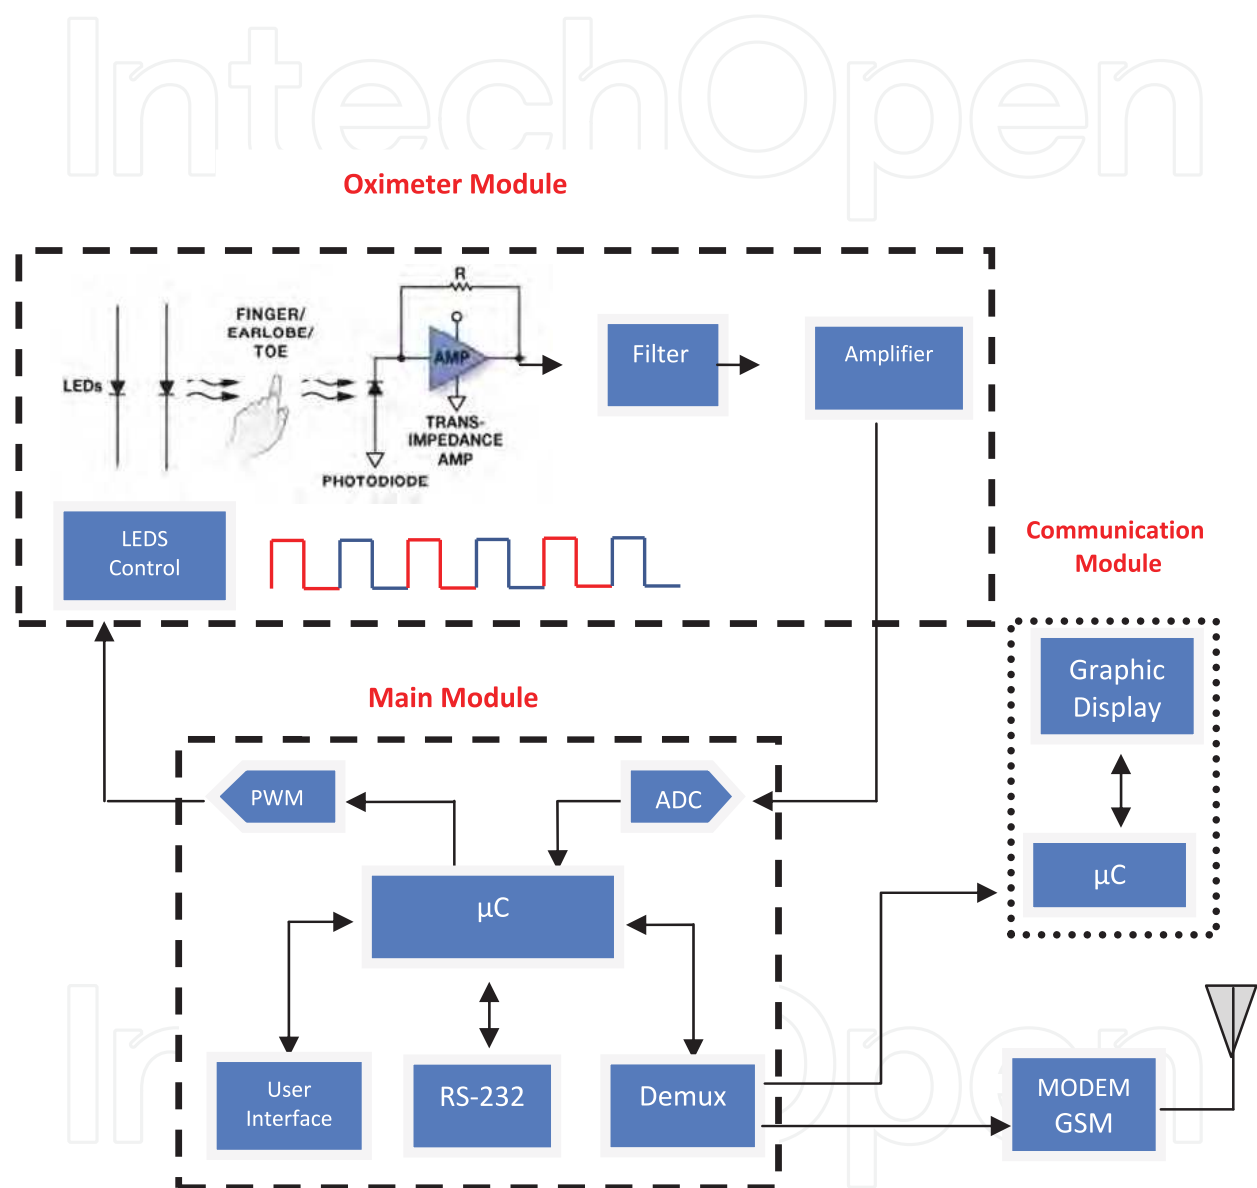 IntechOpen
Oximeter Module
R
FINGER/
EARLOBE/
TOE
LEDs
AMP
TRANS-
IMPEDANCE
AMP
PHOTODIODE
Filter
Amplifier
LEDS
Control
Communication
Module
Graphic
Display
µC
Main Module
PWM
ADC
µC
User
Interface
RS-232
Demux
MODEM
GSM
IntechOpen